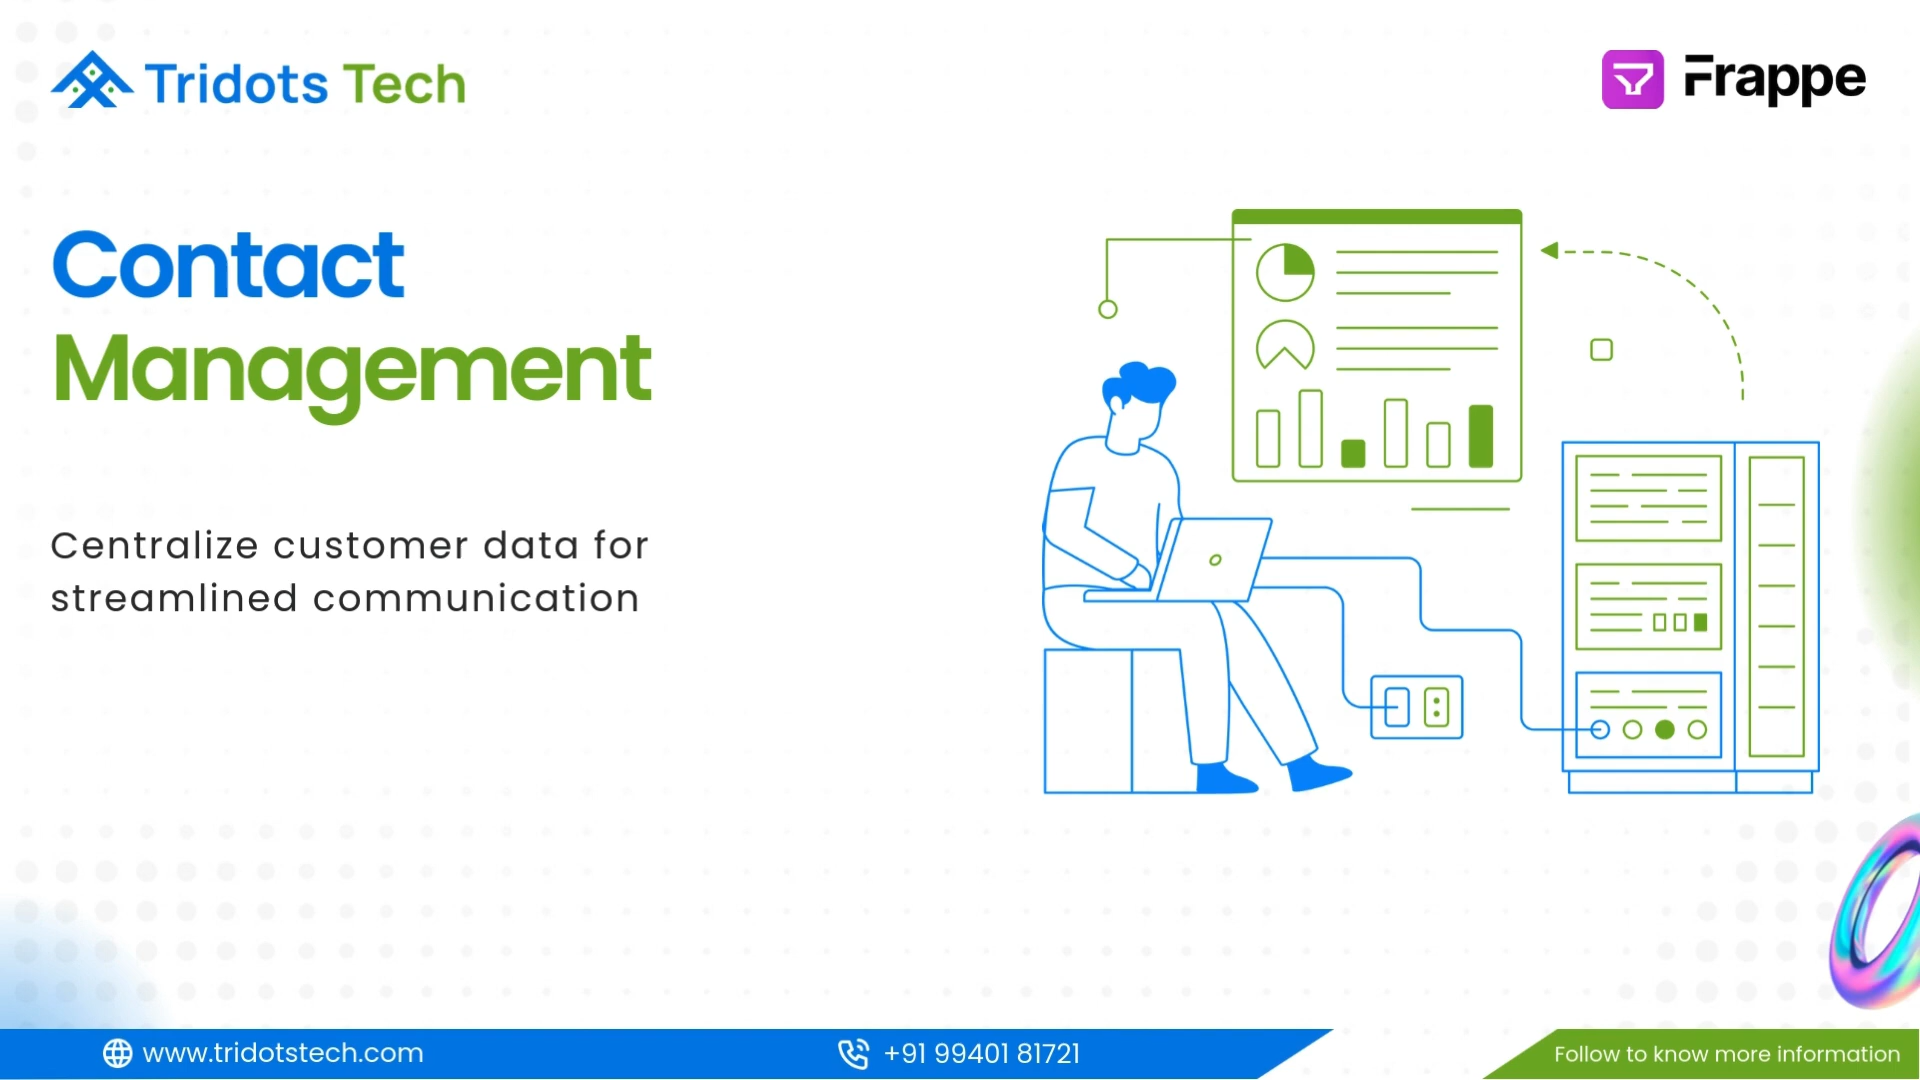 Tridots Tech
Frappe
Contact
Management
Centralize customer data for
streamlined communication
www.tridotstech.com
+91 99401 81721
Follow to know more information